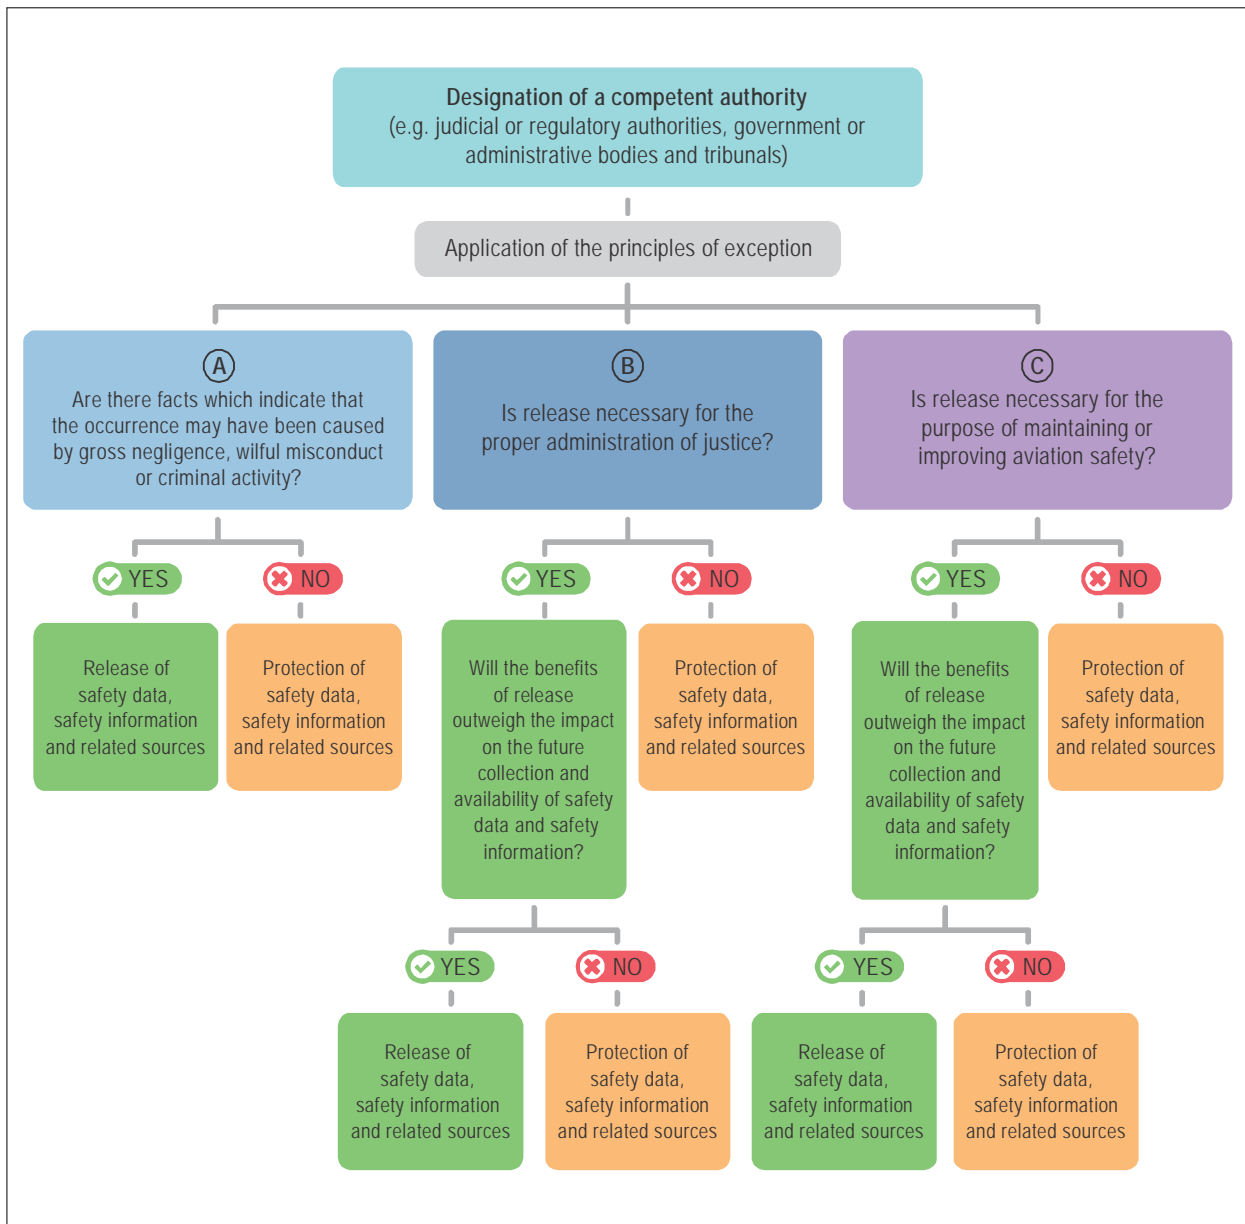 Designation of a competent authority
(e.g. judicial or regulatory authorities, government or
administrative bodies and tribunals)
Application of the principles of exception
A
Are there facts which indicate that
the occurrence may have been caused
by gross negligence, wilful misconduct
or criminal activity?
B
Is release necessary for the
proper administration of justice?
C
Is release necessary for the
purpose of maintaining or
improving aviation safety?
YES
NO
YES
NO
YES
NO
Release of
safety data,
safety information
and related sources
Protection of
safety data,
safety information
and related sources
Will the benefits
of release
outweigh the impact
on the future
collection and
availability of safety
data and safety
information?
Protection of
safety data,
safety information
and related sources
Will the benefits
of release
outweigh the impact
on the future
collection and
availability of safety
data and safety
information?
Protection of
safety data,
safety information
and related sources
YES
NO
YES
NO
Release of
safety data,
safety information
and related sources
Protection of
safety data,
safety information
and related sources
Release of
safety data,
safety information
and related sources
Protection of
safety data,
safety information
and related sources